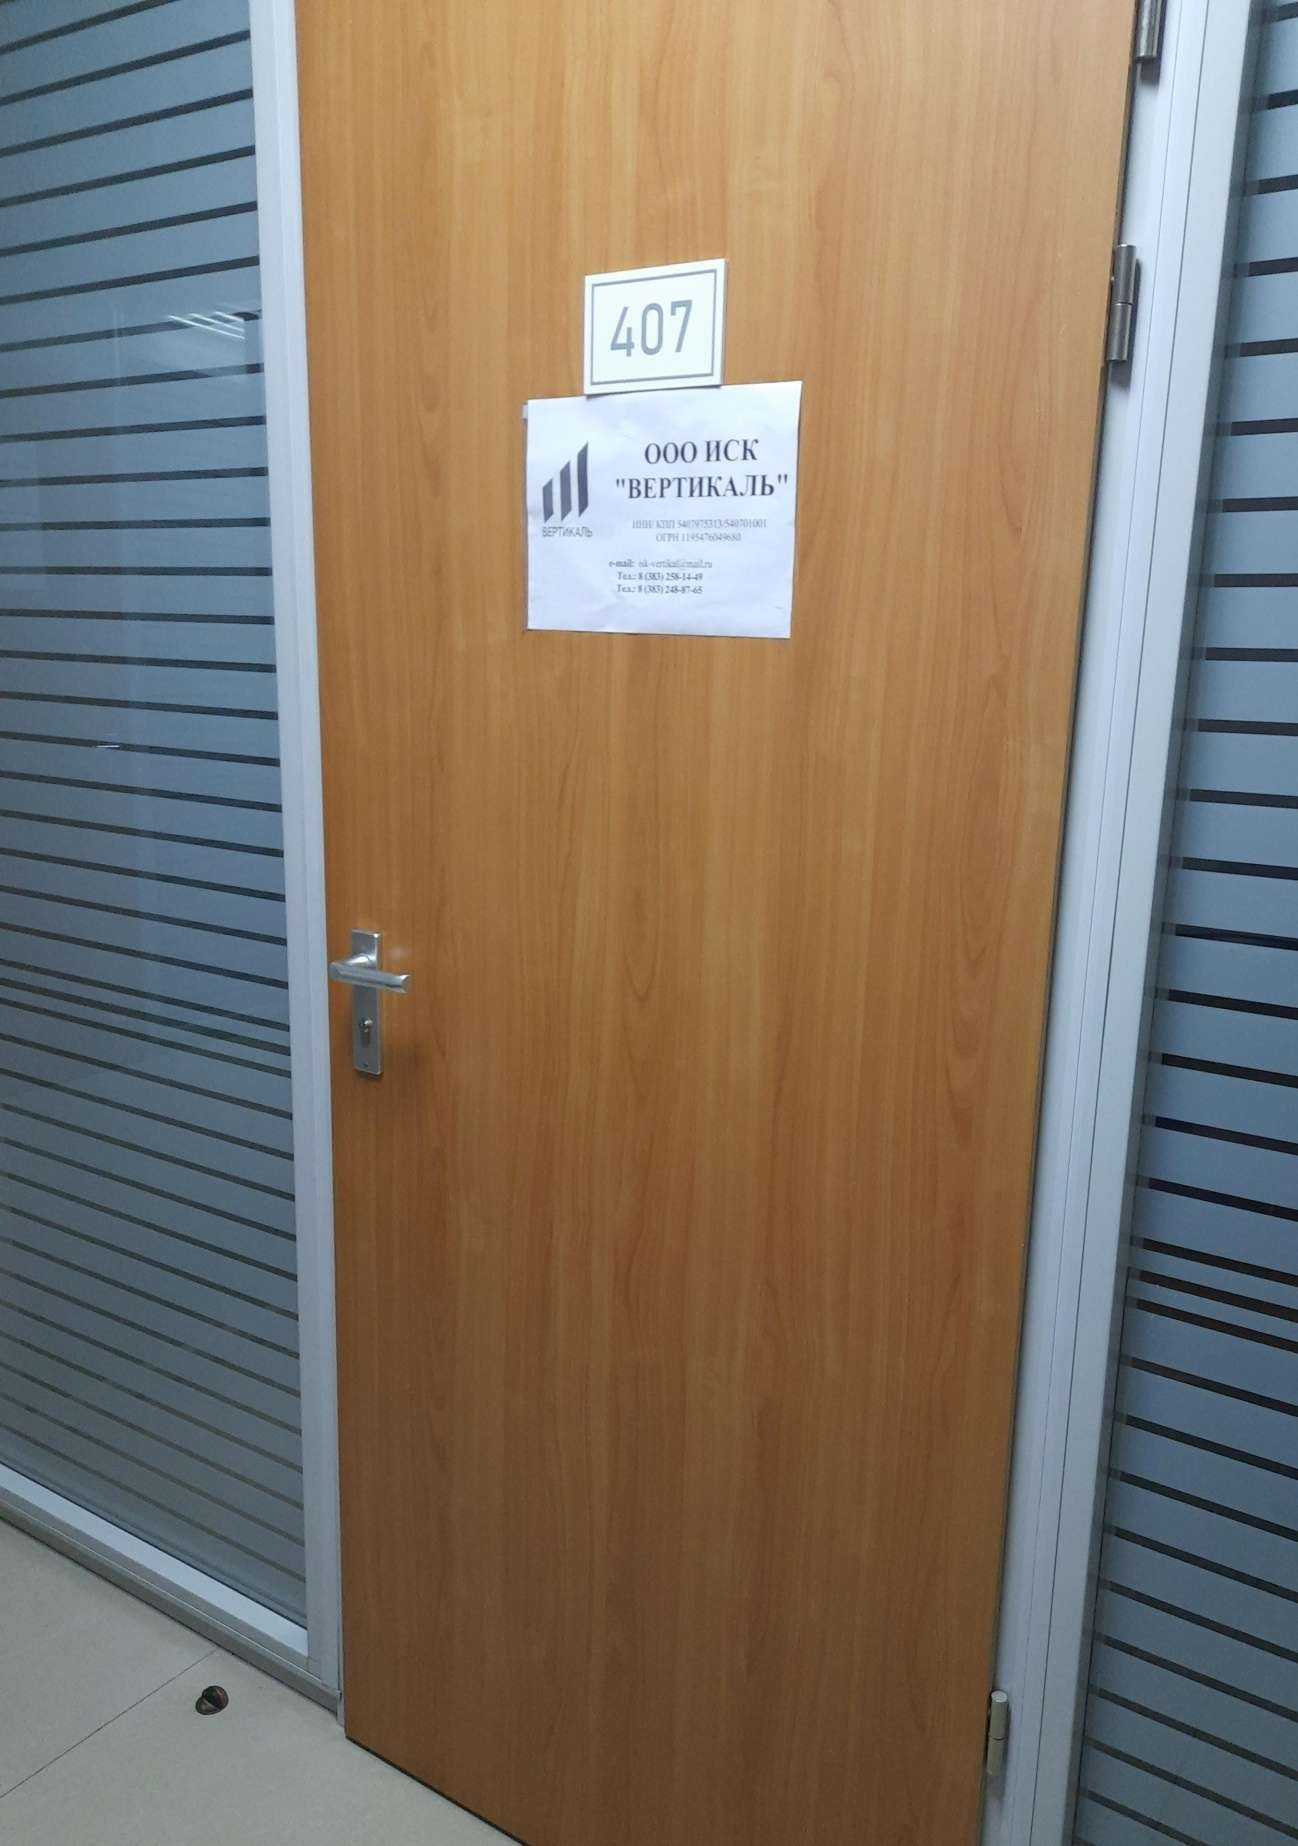 407
ООО ИСК
"ВЕРТИКАЛЬ"
ВЕРТИКАЛЬ
ИНН/ КПП 5407975313/540701001
ОГРН 1195476049680
e-mail: isk-vertikal@mail.ru
Тел.: 8 (383) 258-14-49
Тел.: 8 (383) 248-87-65